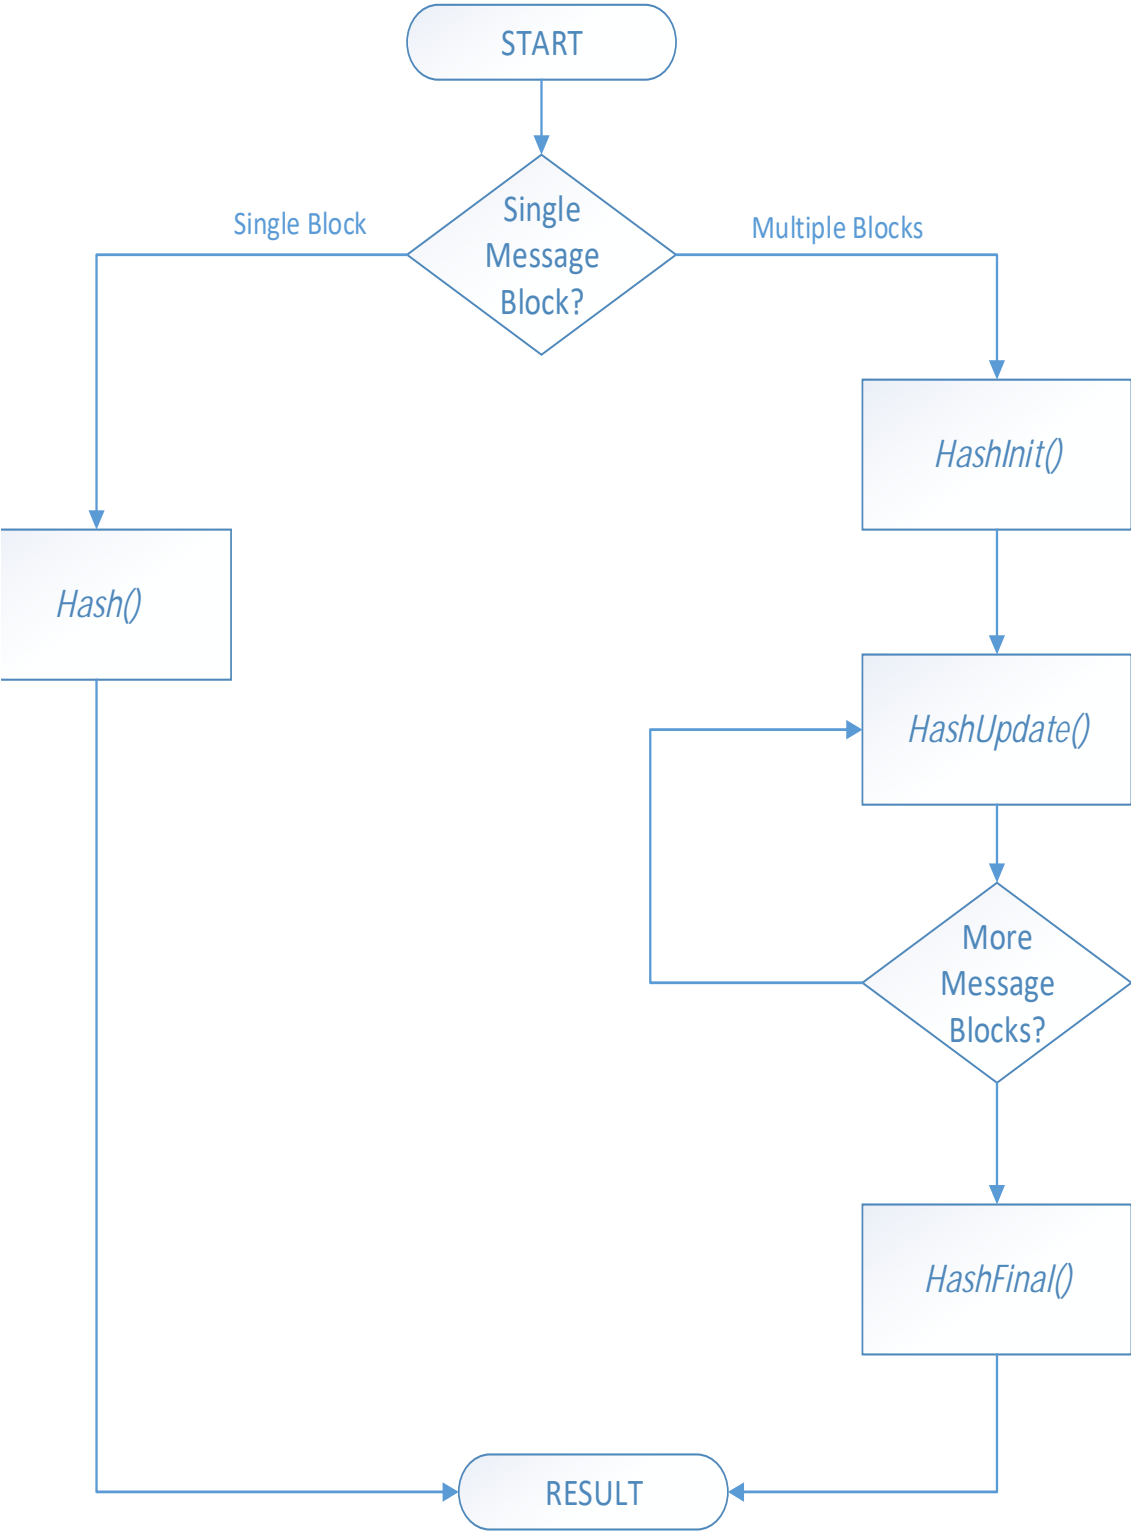 START
Single
Message
Block?
Single Block
Multiple Blocks
HashInit()
Hash()
HashUpdate()
More
Message
Blocks?
HashFinal()
RESULT